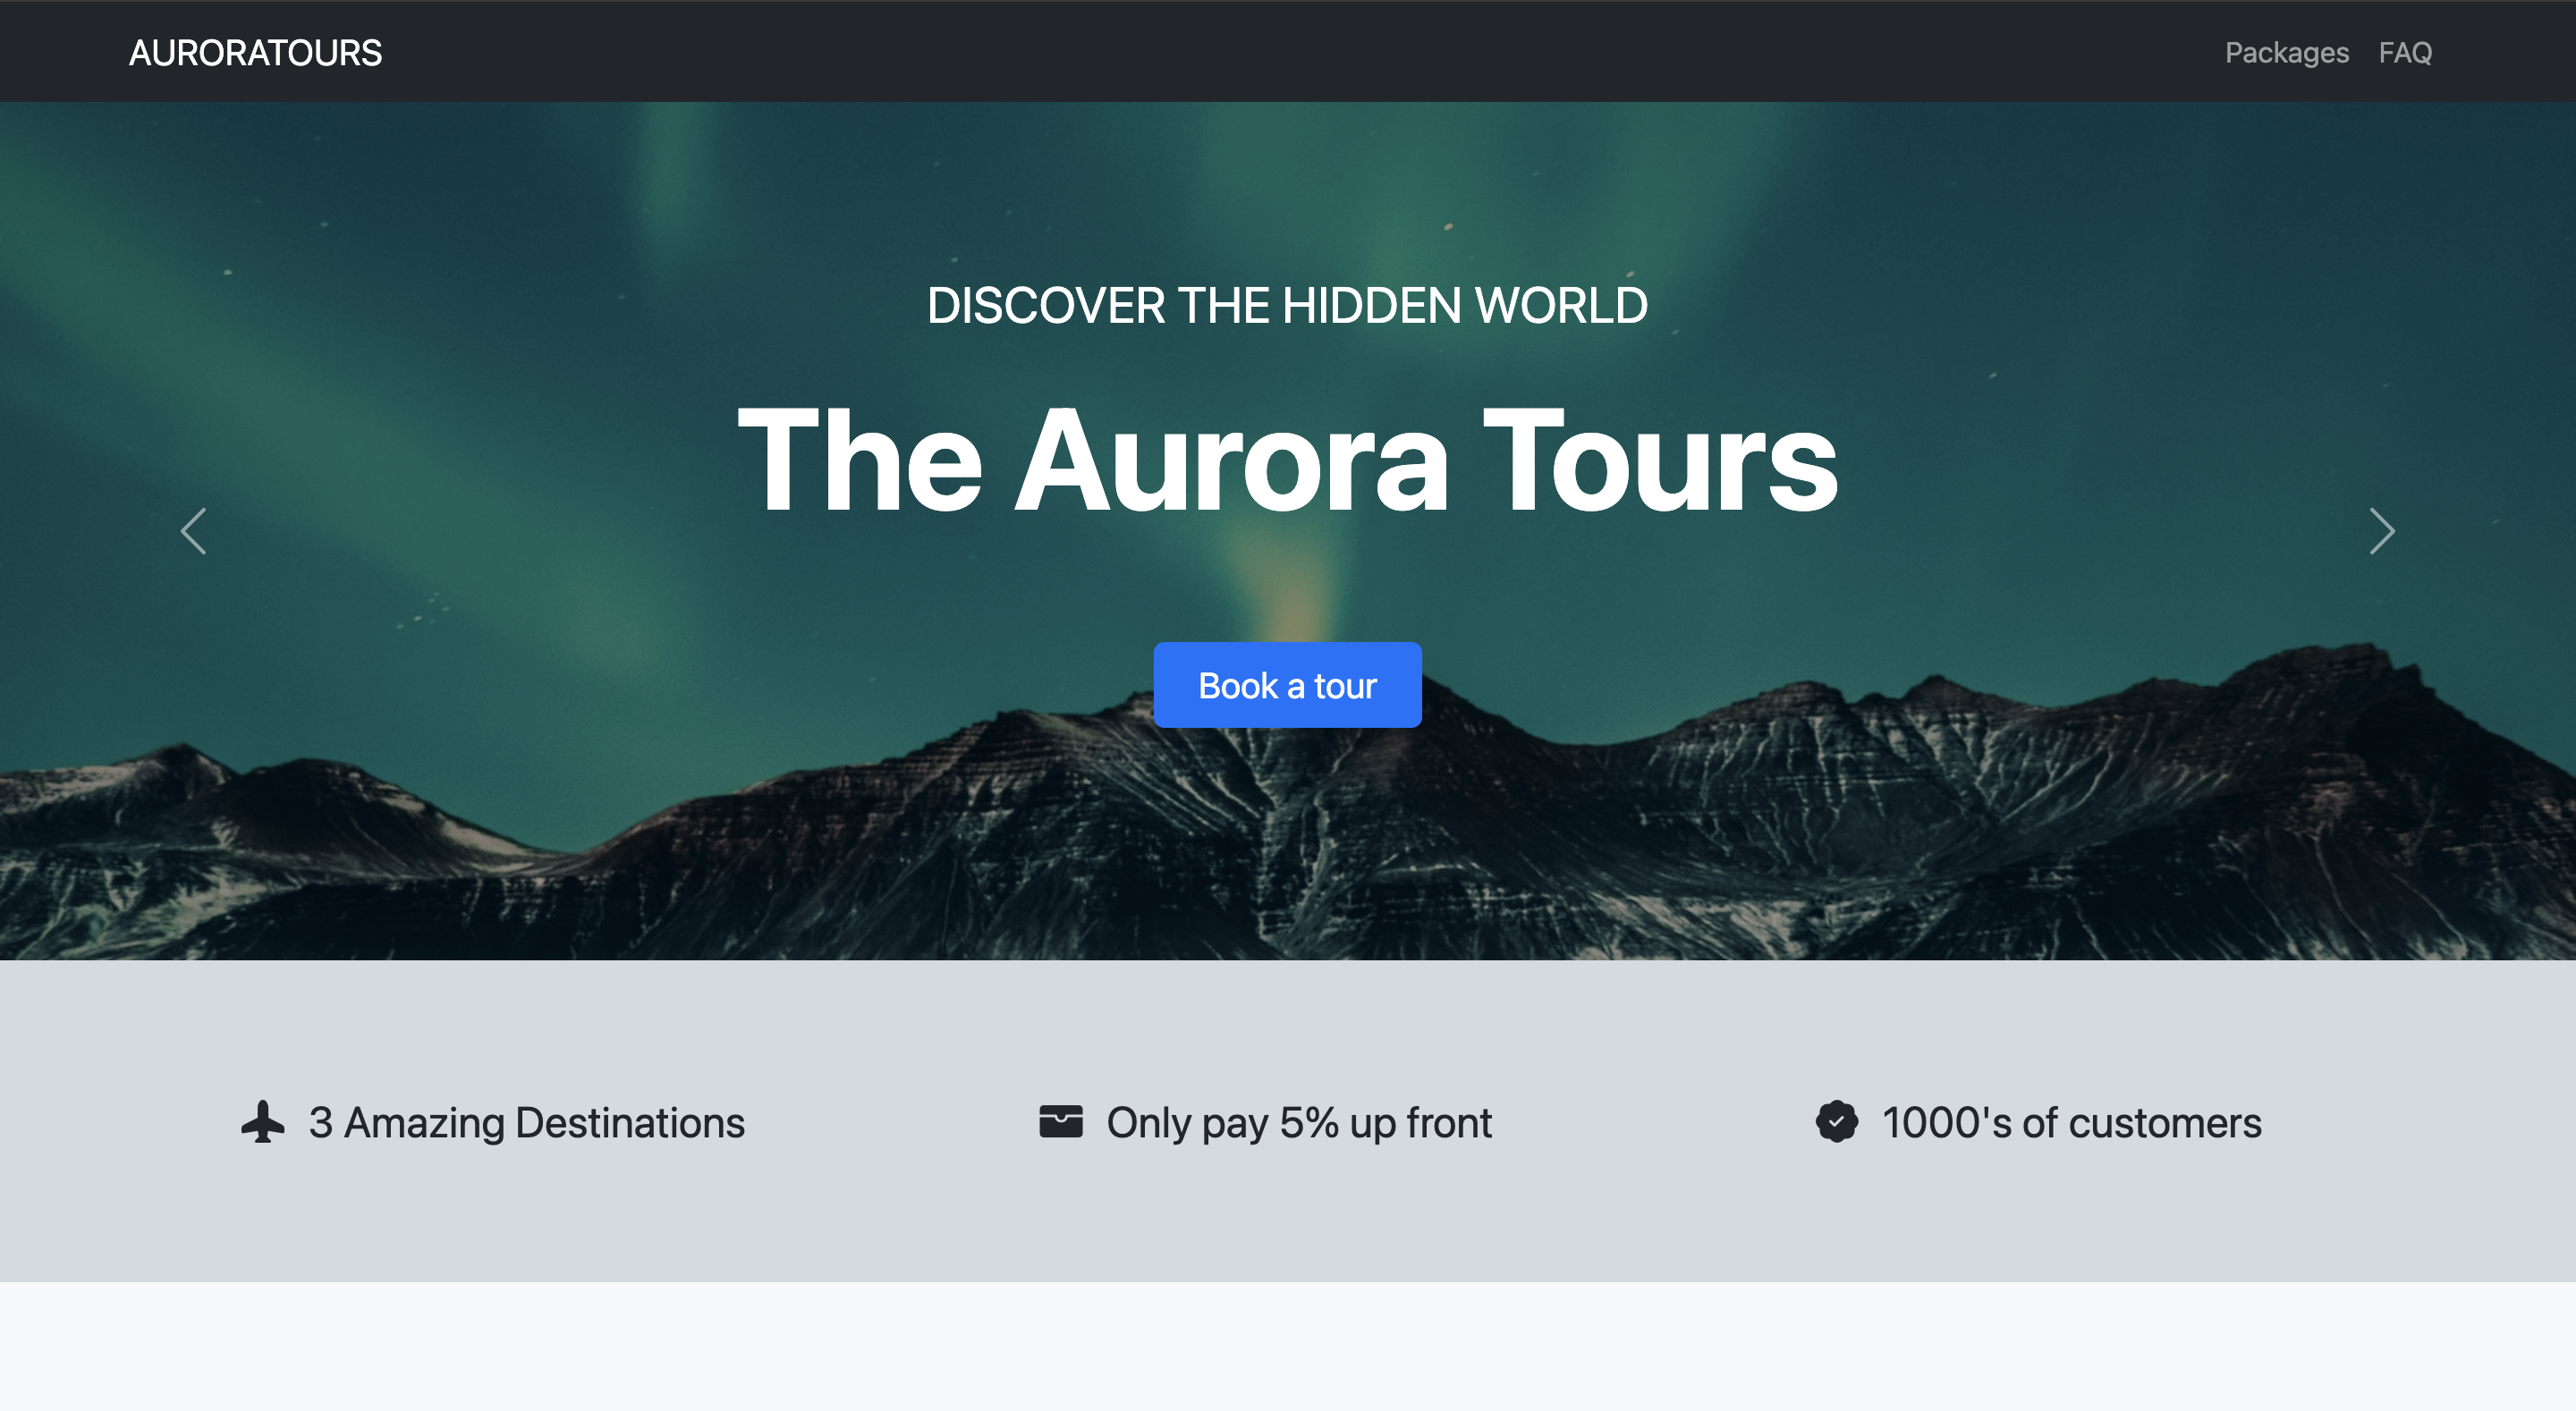 AURORATOURS
Packages FAQ
DISCOVER THE HIDDEN WORLD
The Aurora Tours
Book a tour
3 Amazing Destinations
Only pay 5% up front
1000's of customers